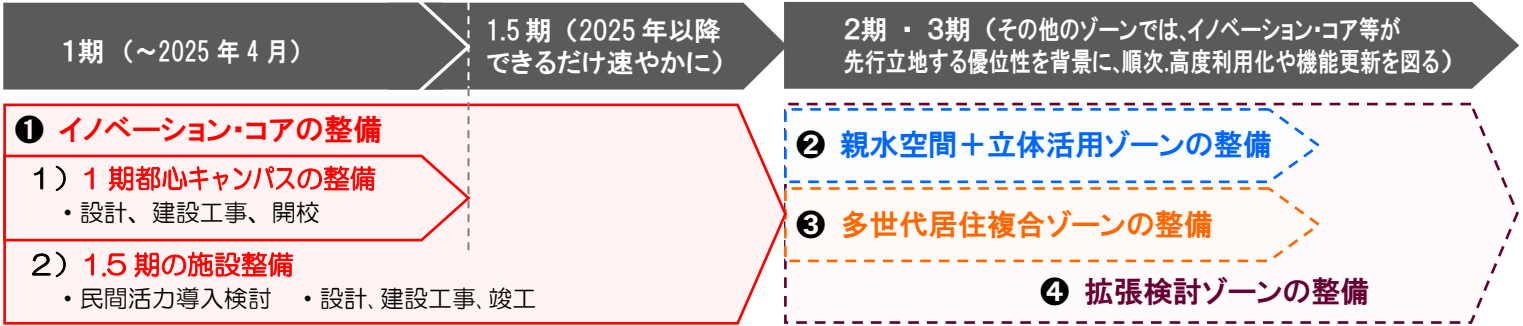 1期 （～2025年4月）
1.5期（2025年以降
できるだけ速やかに）
2期 ・ 3期（その他のゾーンでは、イノベーション・コア等が
先行立地する優位性を背景に、順次、高度利用化や機能更新を図る）
❶ イノベーション・コアの整備
1）1期都心キャンパスの整備
・設計、建設工事、開校
2）1.5期の施設整備
・民間活力導入検討 ・設計、建設工事、竣工
❷ 親水空間＋立体活用ゾーンの整備
❸ 多世代居住複合ゾーンの整備
❹ 拡張検討ゾーンの整備